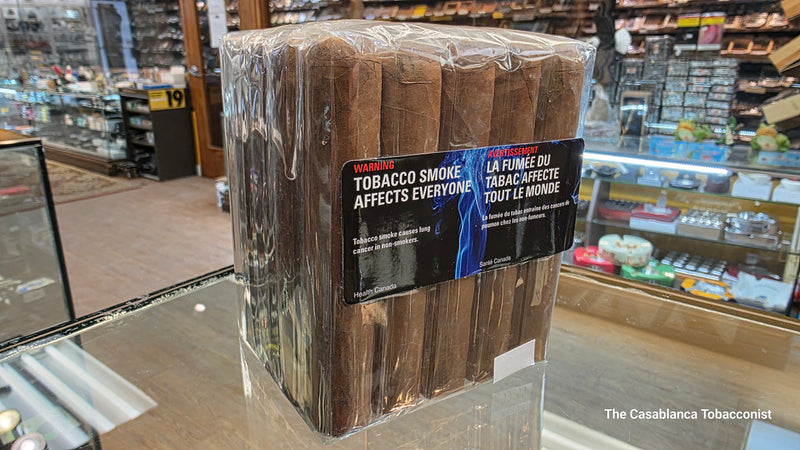 19
WARNING
TOBACCO SMOKE
AFFECTS EVERYONE
Tobacco smoke causes lung
cancer in non-smokers.
Health Canada
AVERTISSEMENT
LA FUMÉE DU
TABAC AFFECTE
TOUT LE MONDE
La fumée du tabac entraîne des cancers du
poumon chez les non-fumeurs.
Santé Canada
The Casablanca Tobacconist